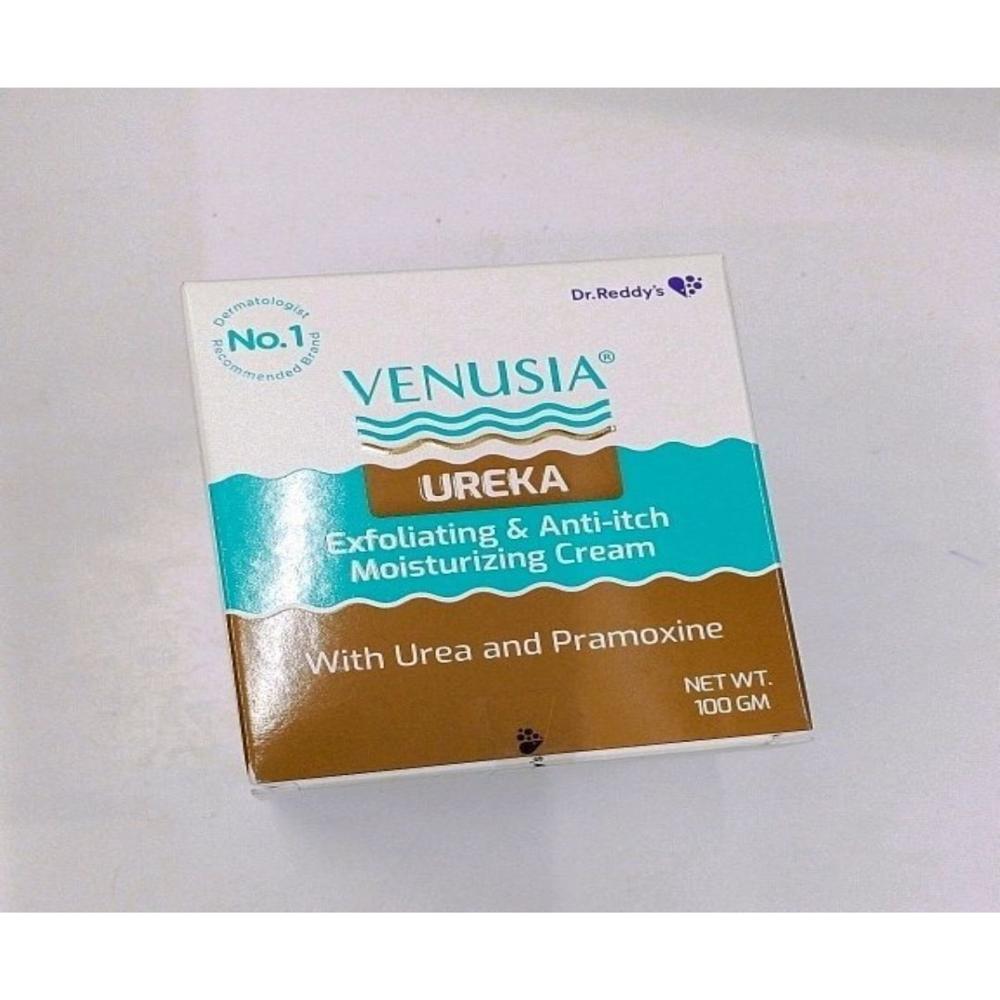 Dermatologist
No.1
Recommended Brand
Dr.Reddy's
VENUSIA®
UREKA
Exfoliating & Anti-itch
Moisturizing Cream
With Urea and Pramoxine
NET WT.
100 GM